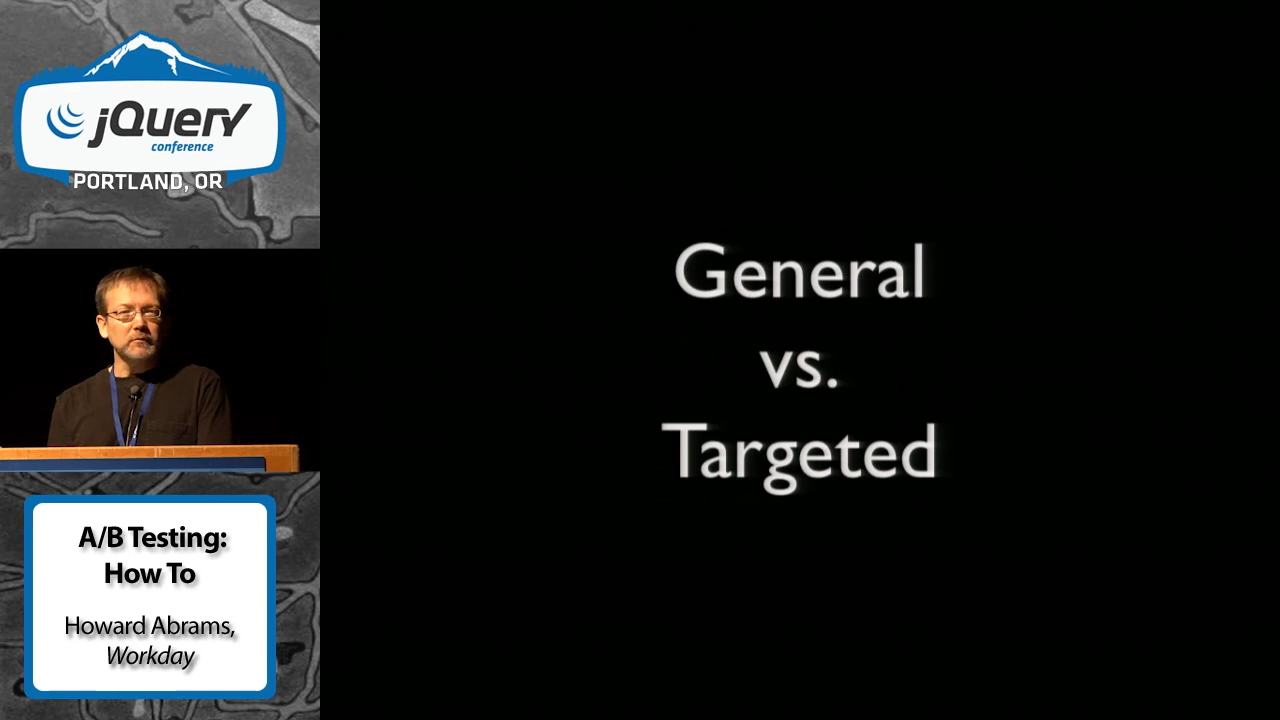 jQuery
conference
PORTLAND, OR
General
vs.
Targeted
A/B Testing:
How To
Howard Abrams,
Workday